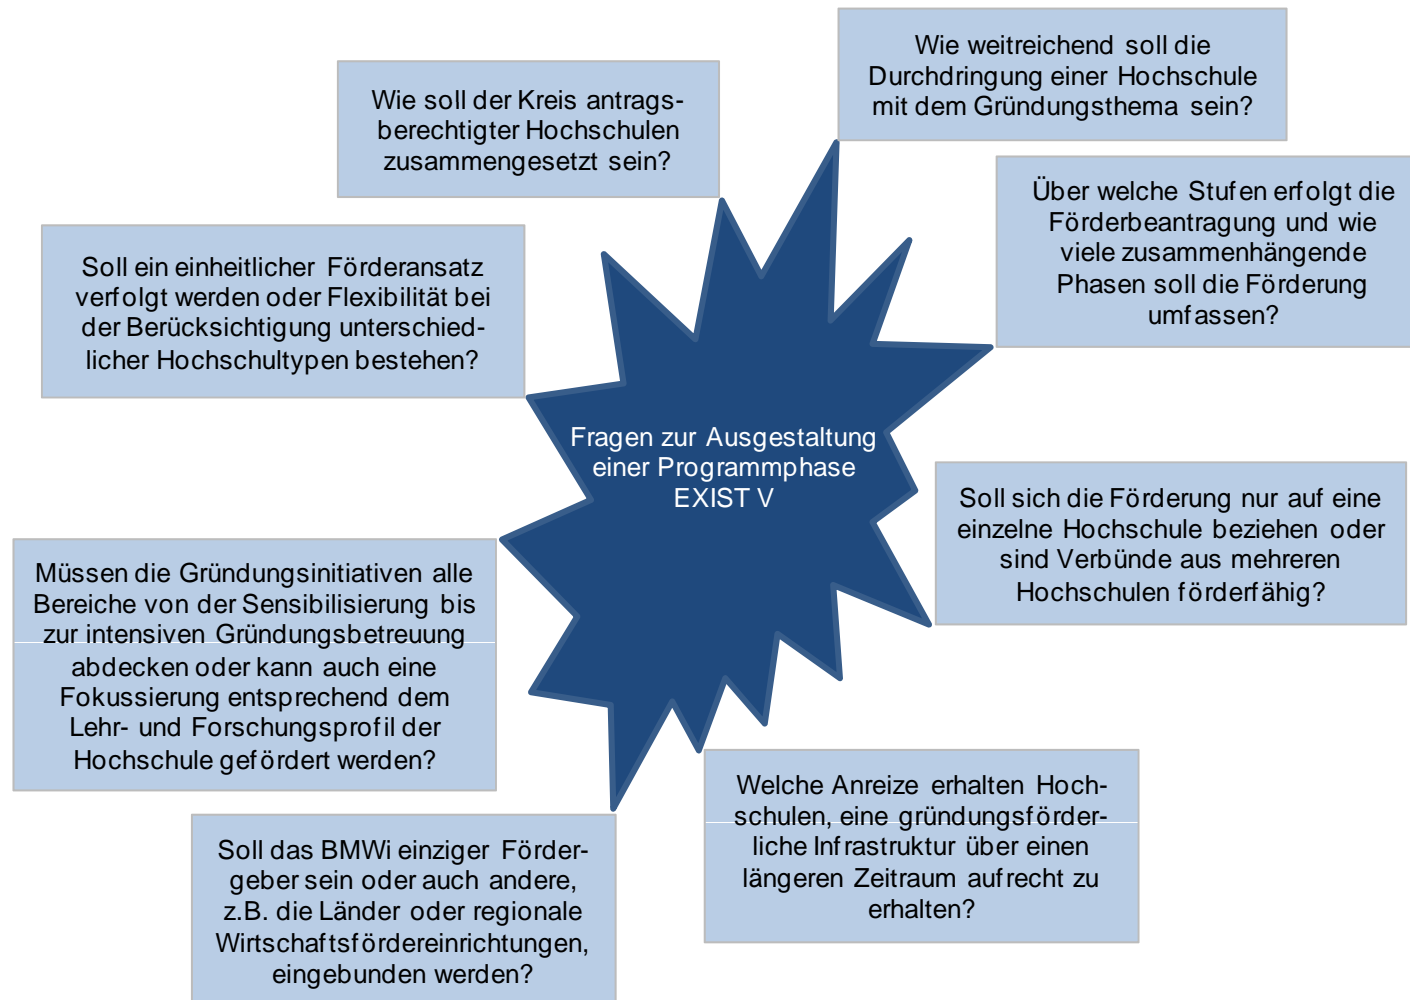 Wie weitreichend soll die
Durchdringung einer Hochschule
mit dem Gründungsthema sein?
Wie soll der Kreis antrags-
berechtigter Hochschulen
zusammengesetzt sein?
Über welche Stufen erfolgt die
Förderbeantragung und wie
viele zusammenhängende
Phasen soll die Förderung
umfassen?
Soll ein einheitlicher Förderansatz
verfolgt werden oder Flexibilität bei
der Berücksichtigung unterschied-
licher Hochschultypen bestehen?
Fragen zur Ausgestaltung
einer Programmphase
EXIST V
Soll sich die Förderung nur auf eine
einzelne Hochschule beziehen oder
sind Verbünde aus mehreren
Hochschulen förderfähig?
Müssen die Gründungsinitiativen alle
Bereiche von der Sensibilisierung bis
zur intensiven Gründungsbetreuung
abdecken oder kann auch eine
Fokussierung entsprechend dem
Lehr- und Forschungsprofil der
Hochschule gefördert werden?
Welche Anreize erhalten Hoch-
schulen, eine gründungsförder-
liche Infrastruktur über einen
längeren Zeitraum aufrecht zu
erhalten?
Soll das BMWi einziger Förder-
geber sein oder auch andere,
z.B. die Länder oder regionale
Wirtschaftsfördereinrichtungen,
eingebunden werden?